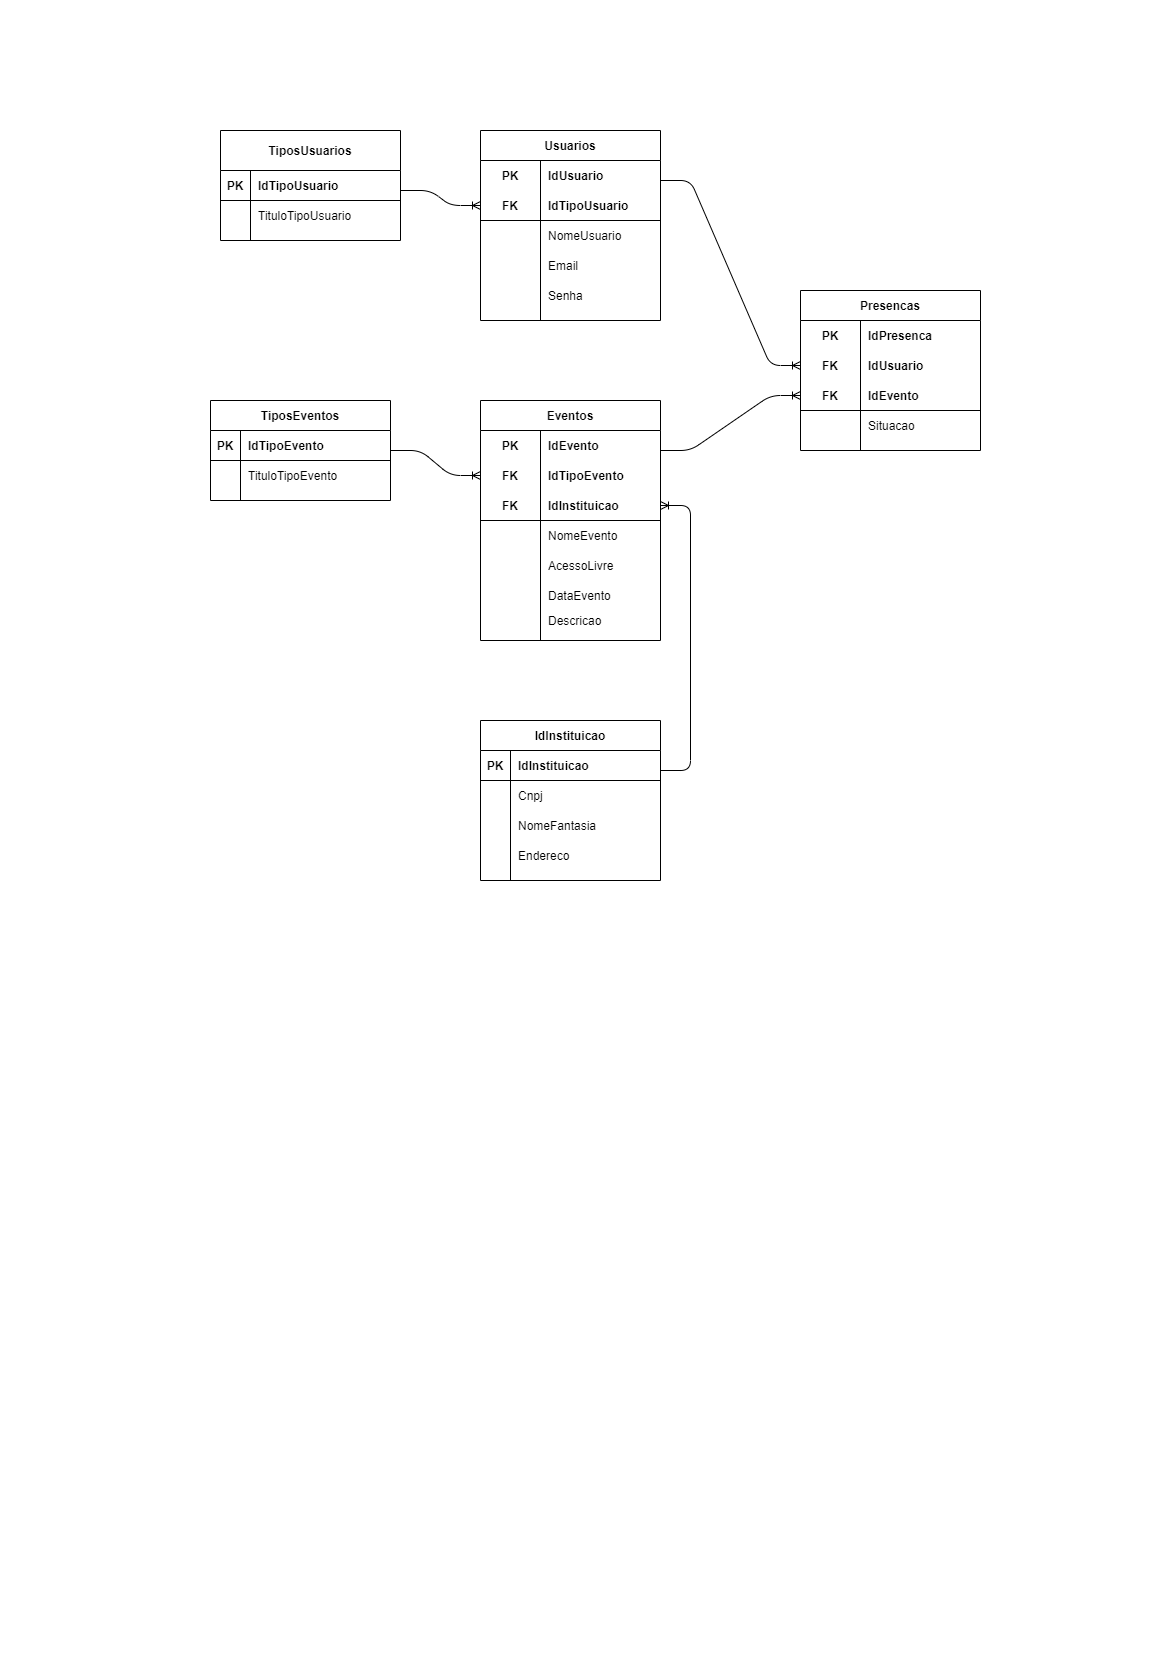 TiposUsuarios
PK IdTipoUsuario
TituloTipoUsuario
Usuarios
PK IdUsuario
FK IdTipoUsuario
NomeUsuario
Email
Senha
Presencas
PK IdPresenca
FK IdUsuario
FK IdEvento
Situacao
TiposEventos
PK IdTipoEvento
TituloTipoEvento
Eventos
PK IdEvento
FK IdTipoEvento
FK IdInstituicao
NomeEvento
AcessoLivre
DataEvento
Descricao
IdInstituicao
PK IdInstituicao
Cnpj
NomeFantasia
Endereco